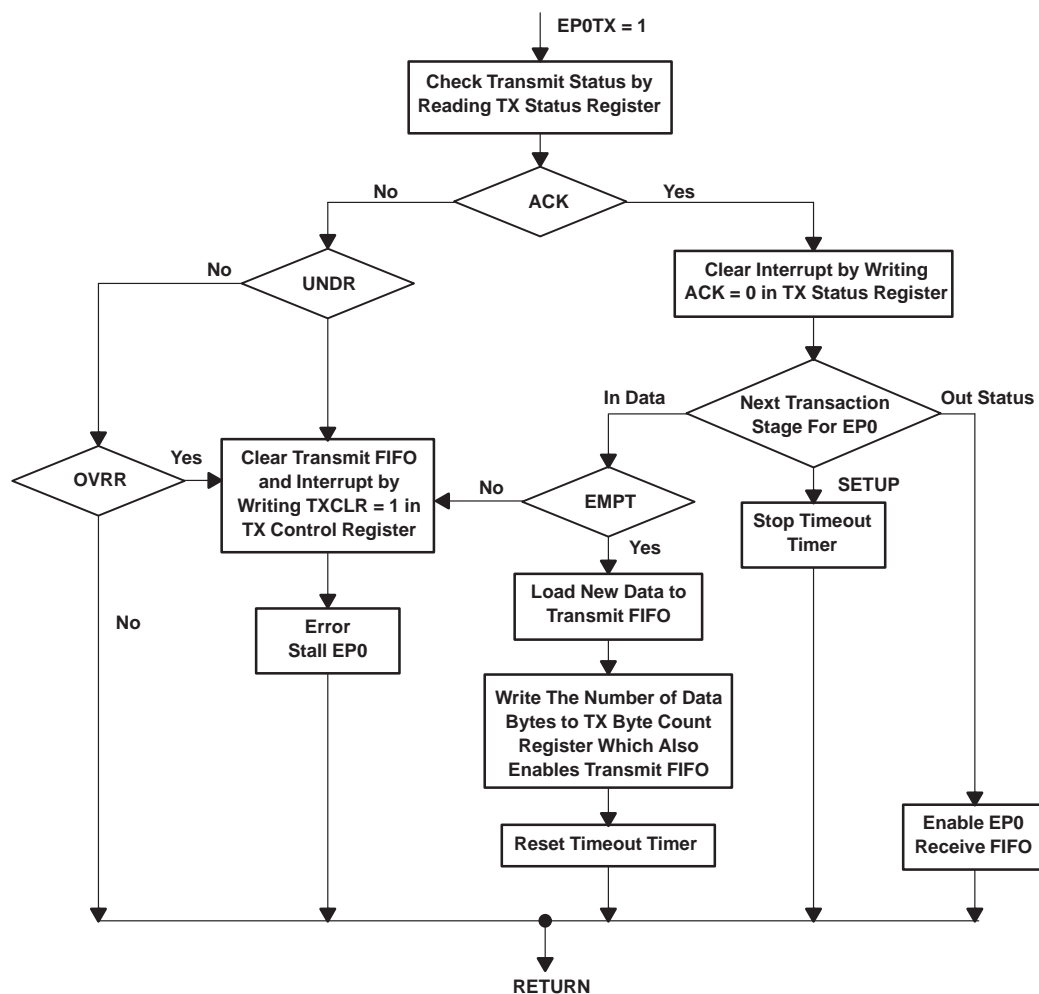 EP0TX = 1
Check Transmit Status by
Reading TX Status Register
No
ACK
Yes
No
UNDR
Clear Interrupt by Writing
ACK = 0 in TX Status Register
In Data
Next Transaction
Stage For EP0
Out Status
OVRR
Yes
Clear Transmit FIFO
and Interrupt by
Writing TXCLR = 1 in
TX Control Register
No
EMPT
SETUP
Stop Timeout
Timer
Yes
No
Load New Data to
Transmit FIFO
Error
Stall EP0
Write The Number of Data
Bytes to TX Byte Count
Register Which Also
Enables Transmit FIFO
Reset Timeout Timer
Enable EP0
Receive FIFO
RETURN